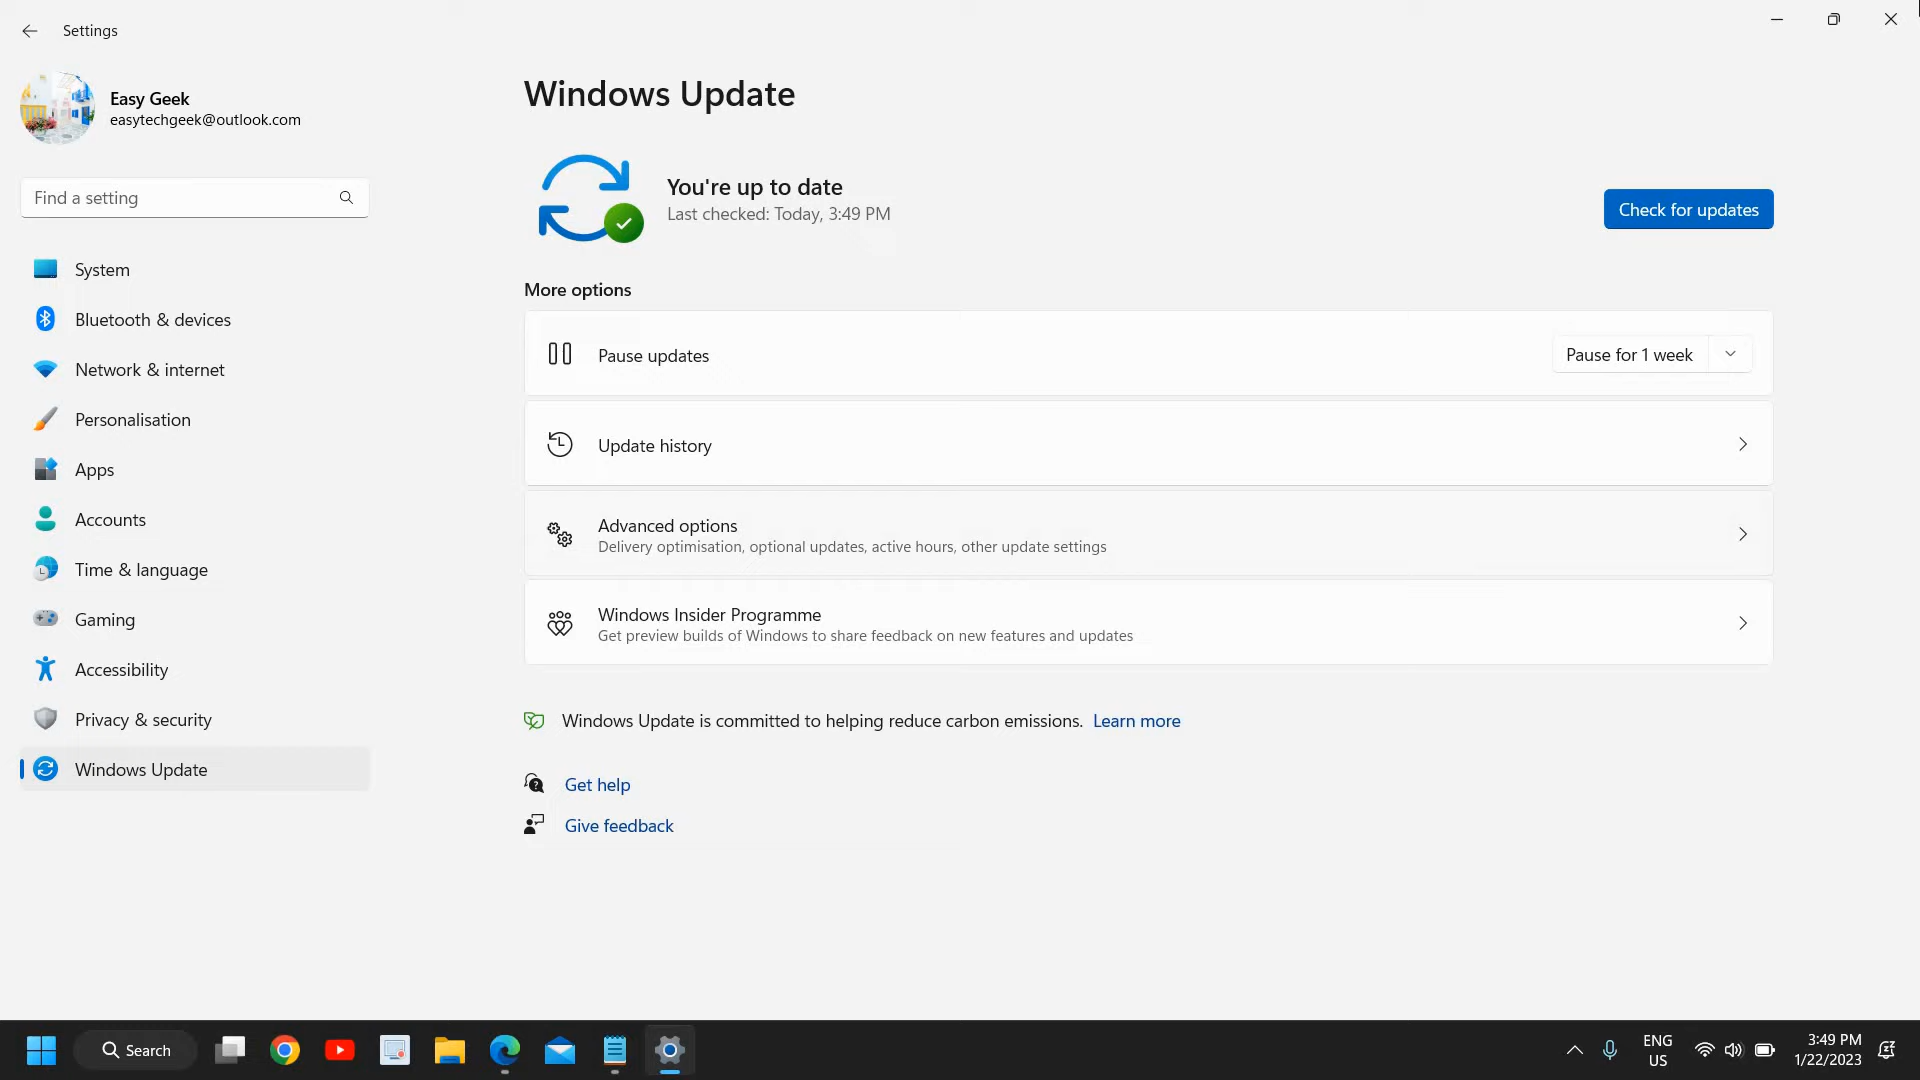 Settings
Easy Geek
easytechgeek@outlook.com
Find a setting
System
Bluetooth & devices
Network & internet
Personalisation
Apps
Accounts
Time & language
Gaming
Accessibility
Privacy & security
Windows Update
Windows Update
You're up to date
Last checked: Today, 3:49 PM
Check for updates
More options
Pause updates
Pause for 1 week
Update history
Advanced options
Delivery optimisation, optional updates, active hours, other update settings
Windows Insider Programme
Get preview builds of Windows to share feedback on new features and updates
Windows Update is committed to helping reduce carbon emissions. Learn more
Get help
Give feedback
Search
ENG
US
3:49 PM
1/22/2023